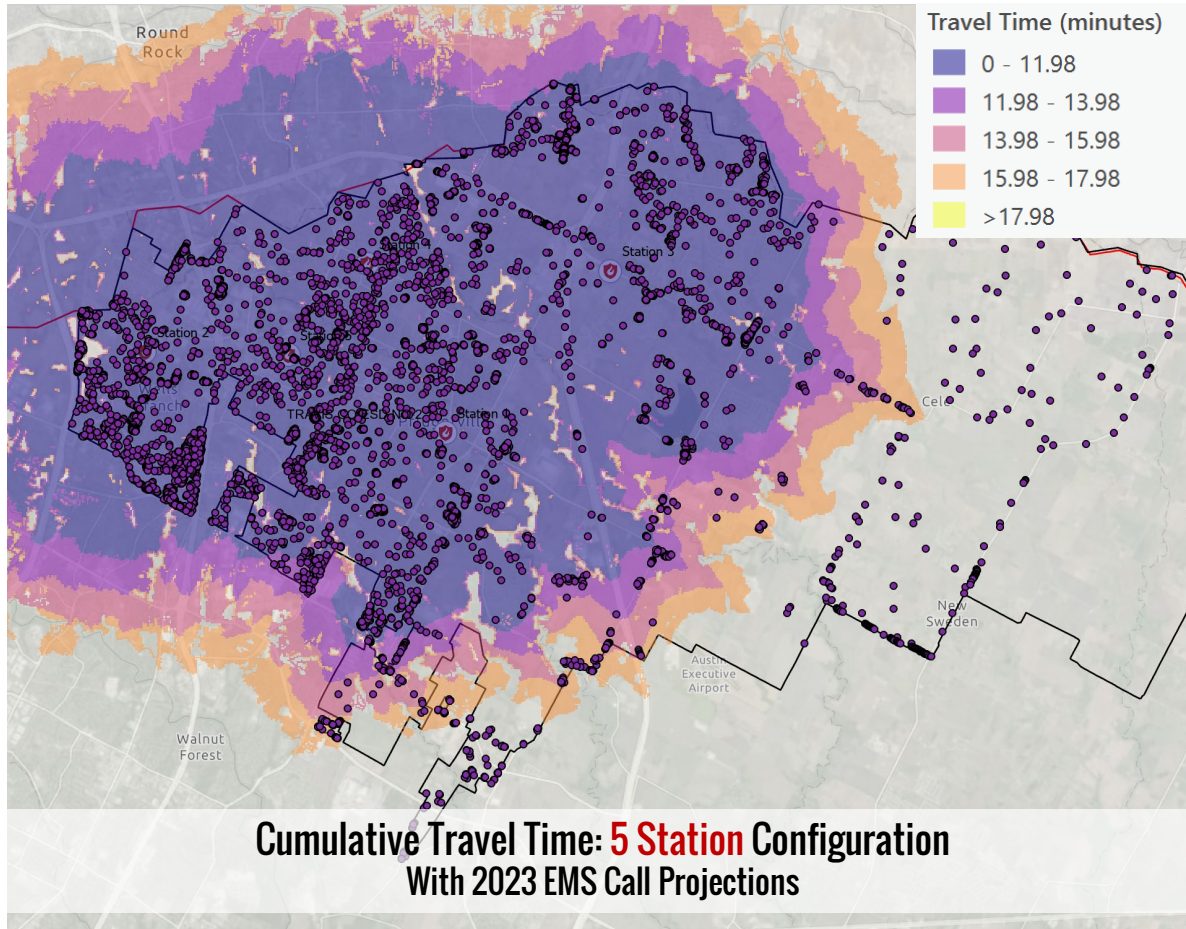 Round
Rock
Travel Time (minutes)
0 - 11.98
11.98 - 13.98
13.98 - 15.98
15.98 - 17.98
>17.98
Station 4
Station 3
Station 2
Station
Cele
Station
New
Sweden
Austin
Executive
Airport
Walnut
Forest
Cumulative Travel Time: 5 Station Configuration
With 2023 EMS Call Projections